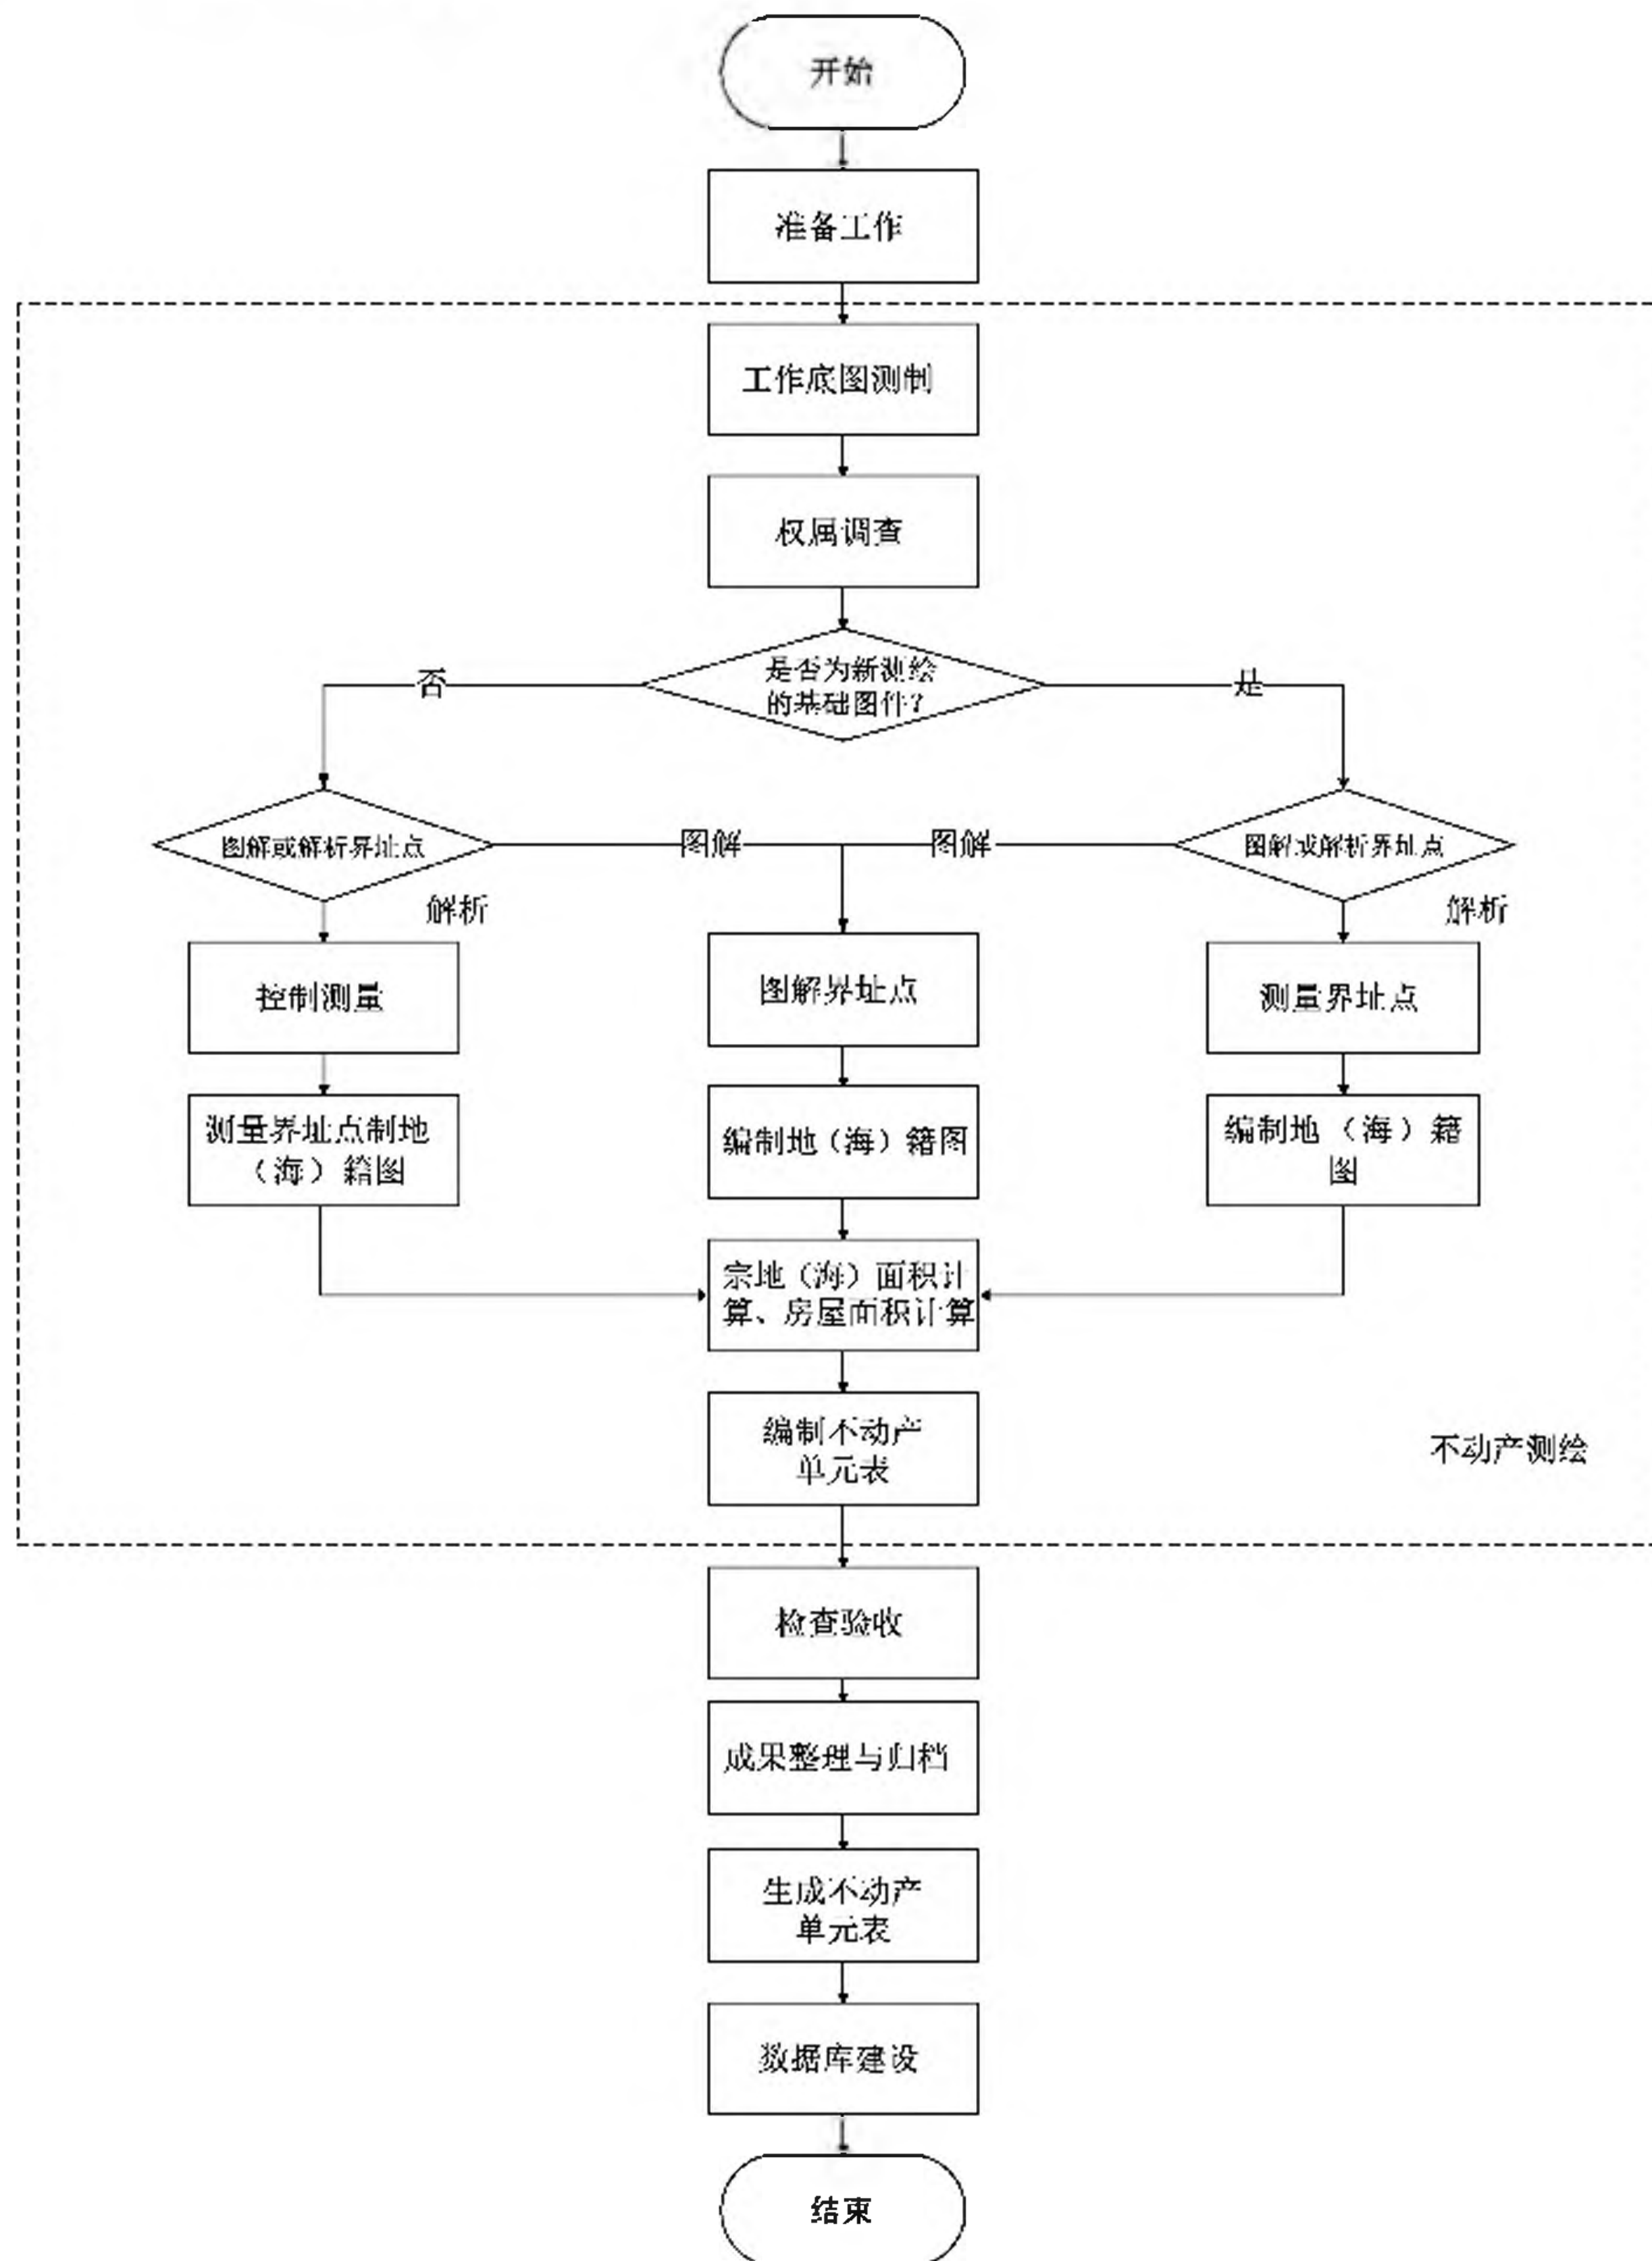 开始
准备工作
工作底图测制
权属调查
是否为新测绘
的基础图件?
否
是
图解或解析界址点
图解
图解
图解或解析界址点
解析
解析
控制测量
图解界址点
测量界址点
测量界址点制地
（海）籍图
编制地（海）籍图
编制地（海）籍
图
宗地（海）面积计
算、房屋面积计算
编制不动产
单元表
不动产测绘
检查验收
成果整理与归档
生成不动产
单元表
数据库建设
结束